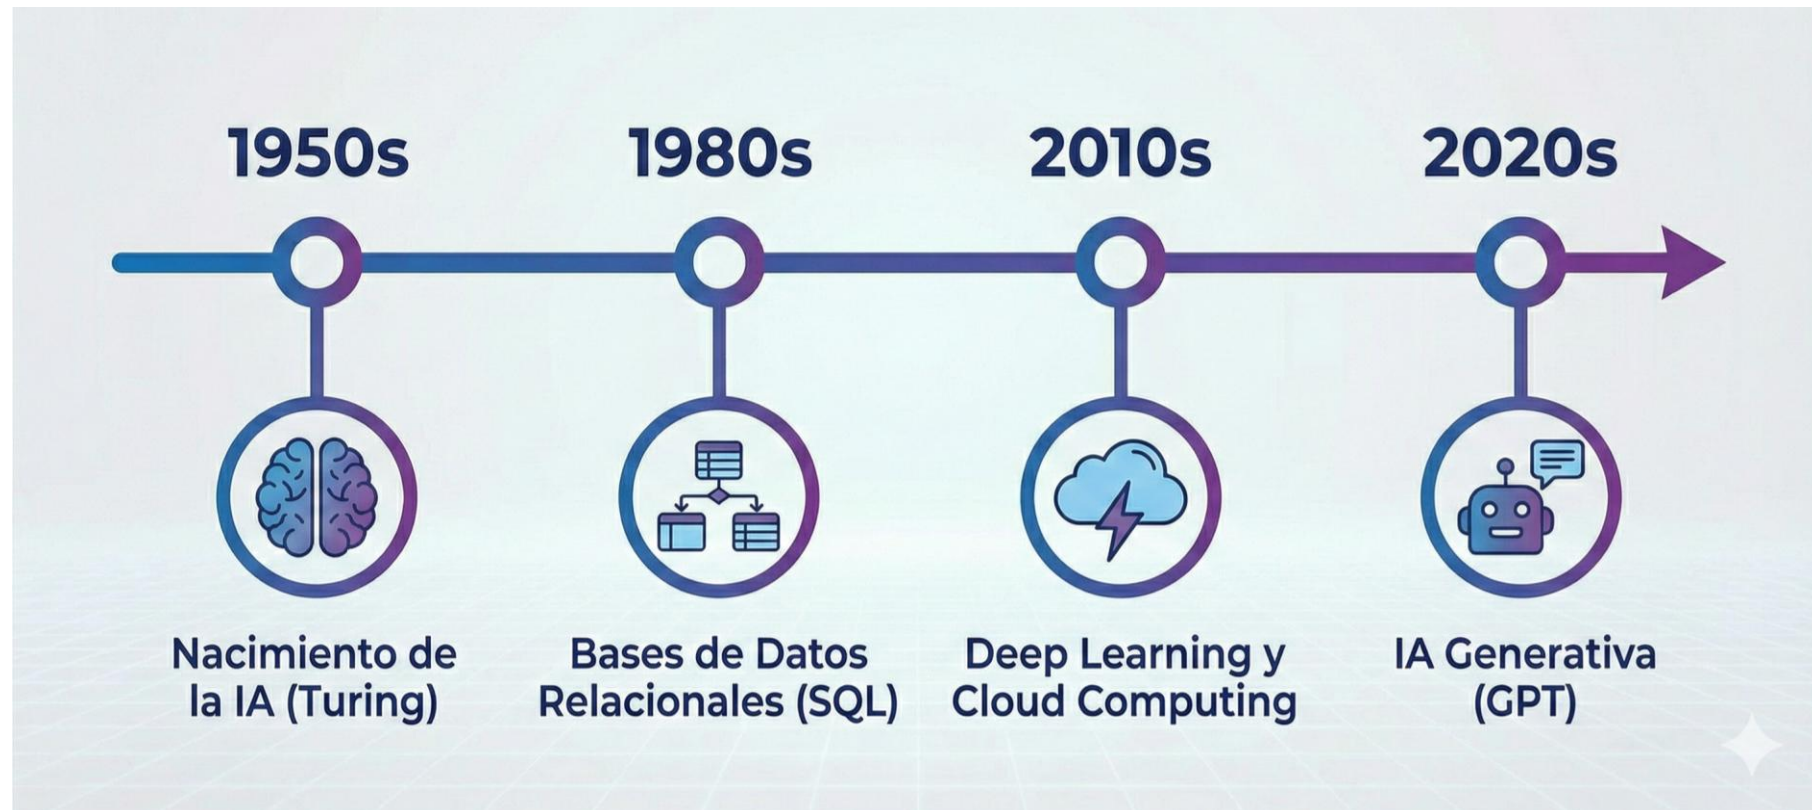 1950s
1980s
2010s
2020s
Nacimiento de
la IA (Turing)
Bases de Datos
Relacionales (SQL)
Deep Learning y
Cloud Computing
IA Generativa
(GPT)